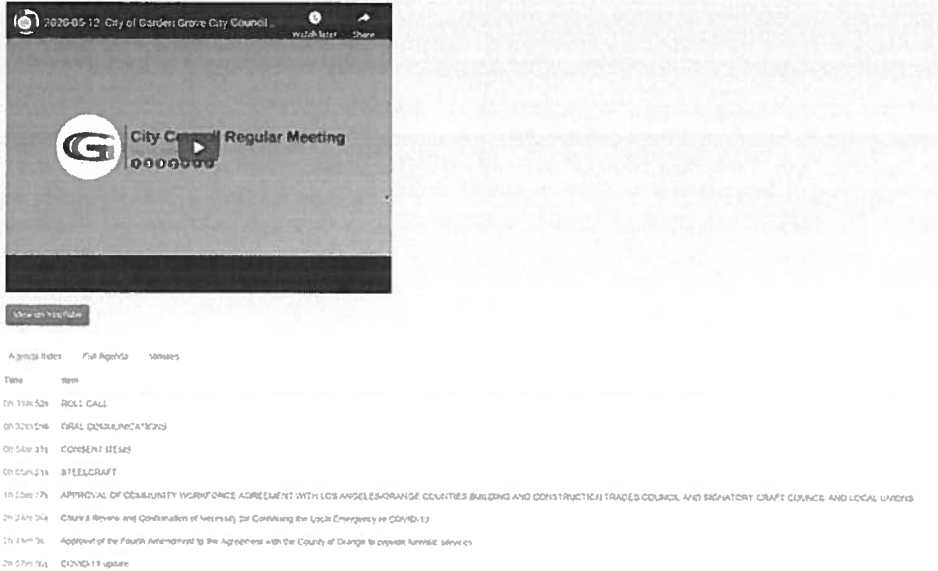 2020-05-12 City of Garden Grove City Council ...
Watch later Share
City Council Regular Meeting
View on YouTube
Agenda Index Full Agenda Minutes
Time Item
ROLL CALL
ORAL COMMUNICATIONS
CONSENT ITEMS
STEELCRAFT
APPROVAL OF COMMUNITY WORKFORCE AGREEMENT WITH LOS ANGELES/ORANGE COUNTIES BUILDING AND CONSTRUCTION TRADES COUNCIL AND SIGNATORY CRAFT COUNCIL AND LOCAL UNIONS
Council Review and Confirmation of Necessity for Continuing the Local Emergency re COVID-19
Approval of the Fourth Amendment to the Agreement with the County of Orange to provide forensic services
COVID-19 update